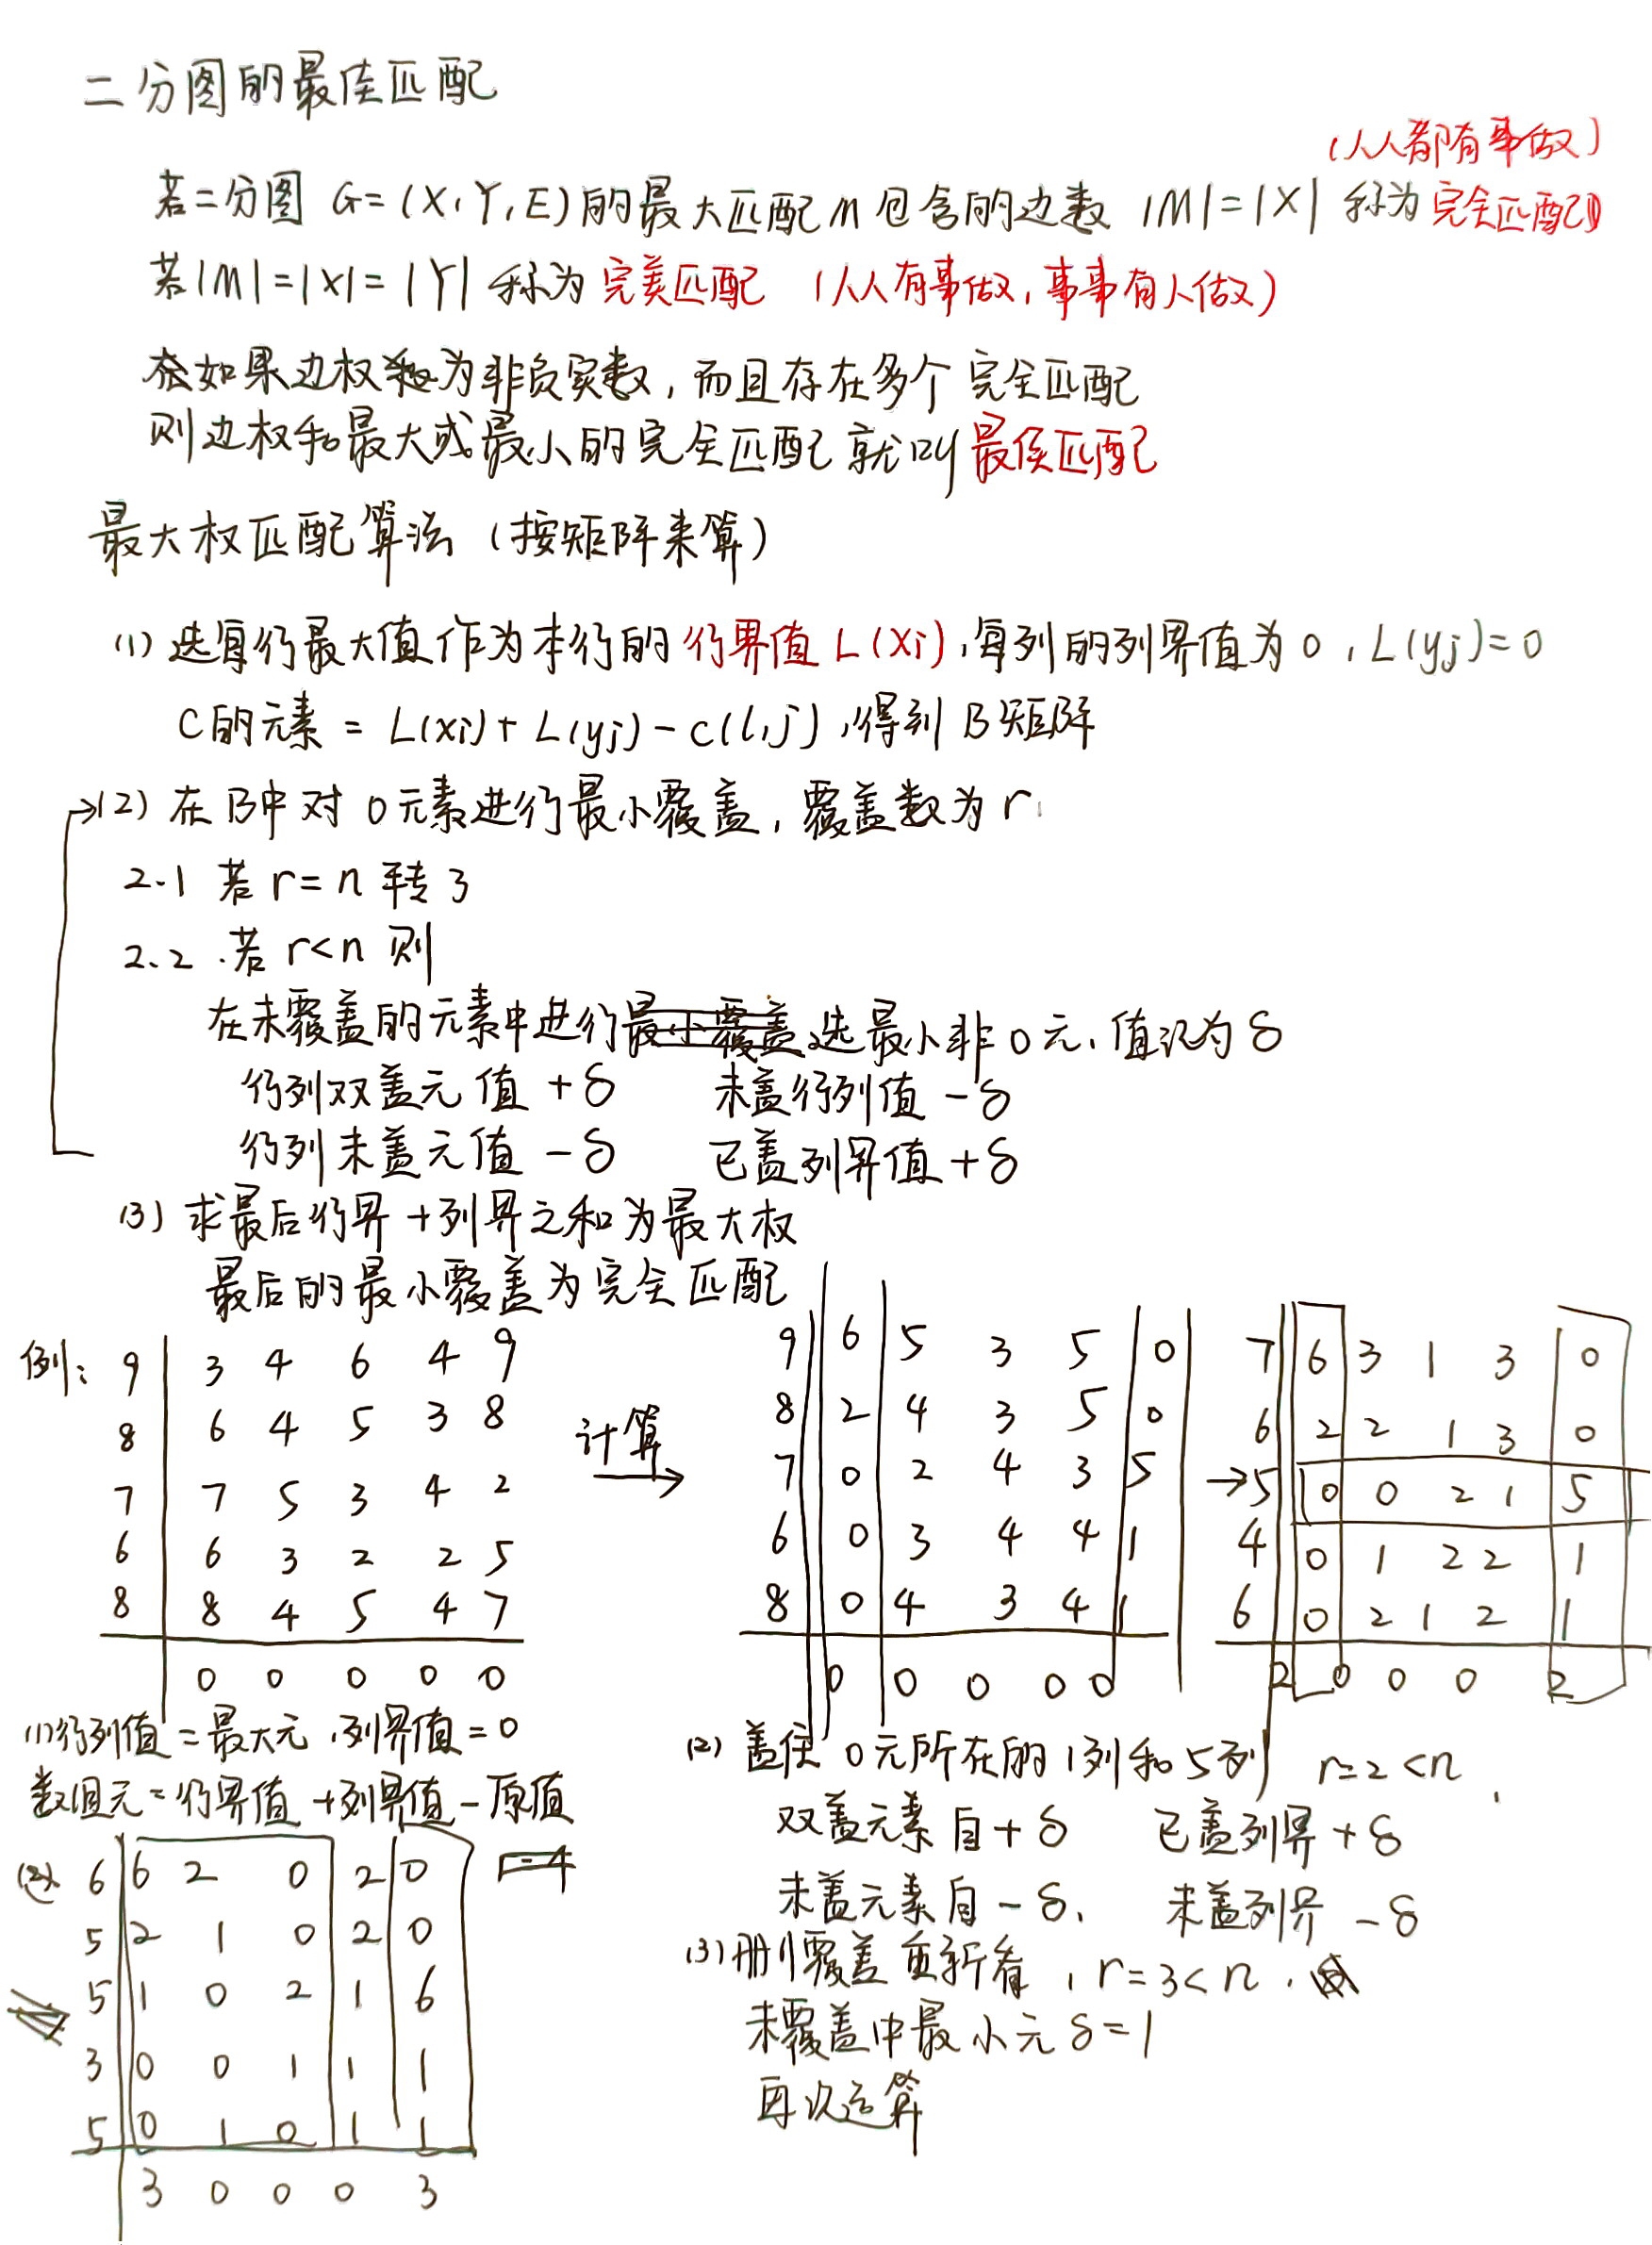 二分图的最佳匹配
(人人都有事做)
若二分图 G=(X,Y,E)的最大匹配M包含的边数 |M|=|X| 称为完全匹配
若|M|=|X|=|Y| 称为完美匹配 (人人有事做,事事有人做)
如果边权为非负实数,而且存在多个完全匹配
则边权和最大或最小的完全匹配就叫最佳匹配
最大权匹配算法 (按矩阵来算)
(1) 选每行最大值作为本行的行界值L(xi),每列的列界值为0,L(yj)=0
C的元素 = L(xi)+L(yj)-c(i,j),得到B矩阵
(2) 在B中对0元素进行最小覆盖,覆盖数为r
2.1 若r=n 转3
2.2.若r<n 则
在未覆盖的元素中进行最小覆盖选最小非0元,值设为δ
行列双盖元值+δ 未盖行列值-δ
行列未盖元值-δ 已盖列界值+δ
(3) 求最后行界+列界之和为最大权
最后的最小覆盖为完全匹配
例:
9 3 4 6 4 9
8 6 4 5 3 8
7 7 5 3 4 2
6 6 3 2 2 5
8 8 4 5 4 7
0 0 0 0 0
计算
9 6 5 3 5 0
8 2 4 3 5 0
7 0 2 4 3 5
6 0 3 4 4 1
8 0 4 3 4 1
0 0 0 0 0
7 6 3 1 3 0
6 2 2 1 3 0
→5 0 0 2 1 5
4 0 1 2 2 1
6 0 2 1 2 1
2 0 0 0 2
(1)行列值=最大元,列界值=0
数值元=行界值+列界值-原值
(2) 盖住0元所在的1列和5列 r=2<n
双盖元素自+δ 已盖列界+δ
未盖元素自-δ. 未盖列界-δ
(3)删覆盖重新看,r=3<n.
未覆盖中最小元δ=1
再次运算
6 6 2 0 2 0
5 2 1 0 2 0
5 1 0 2 1 6
3 0 0 1 1 1
5 0 1 0 1 1
3 0 0 0 3